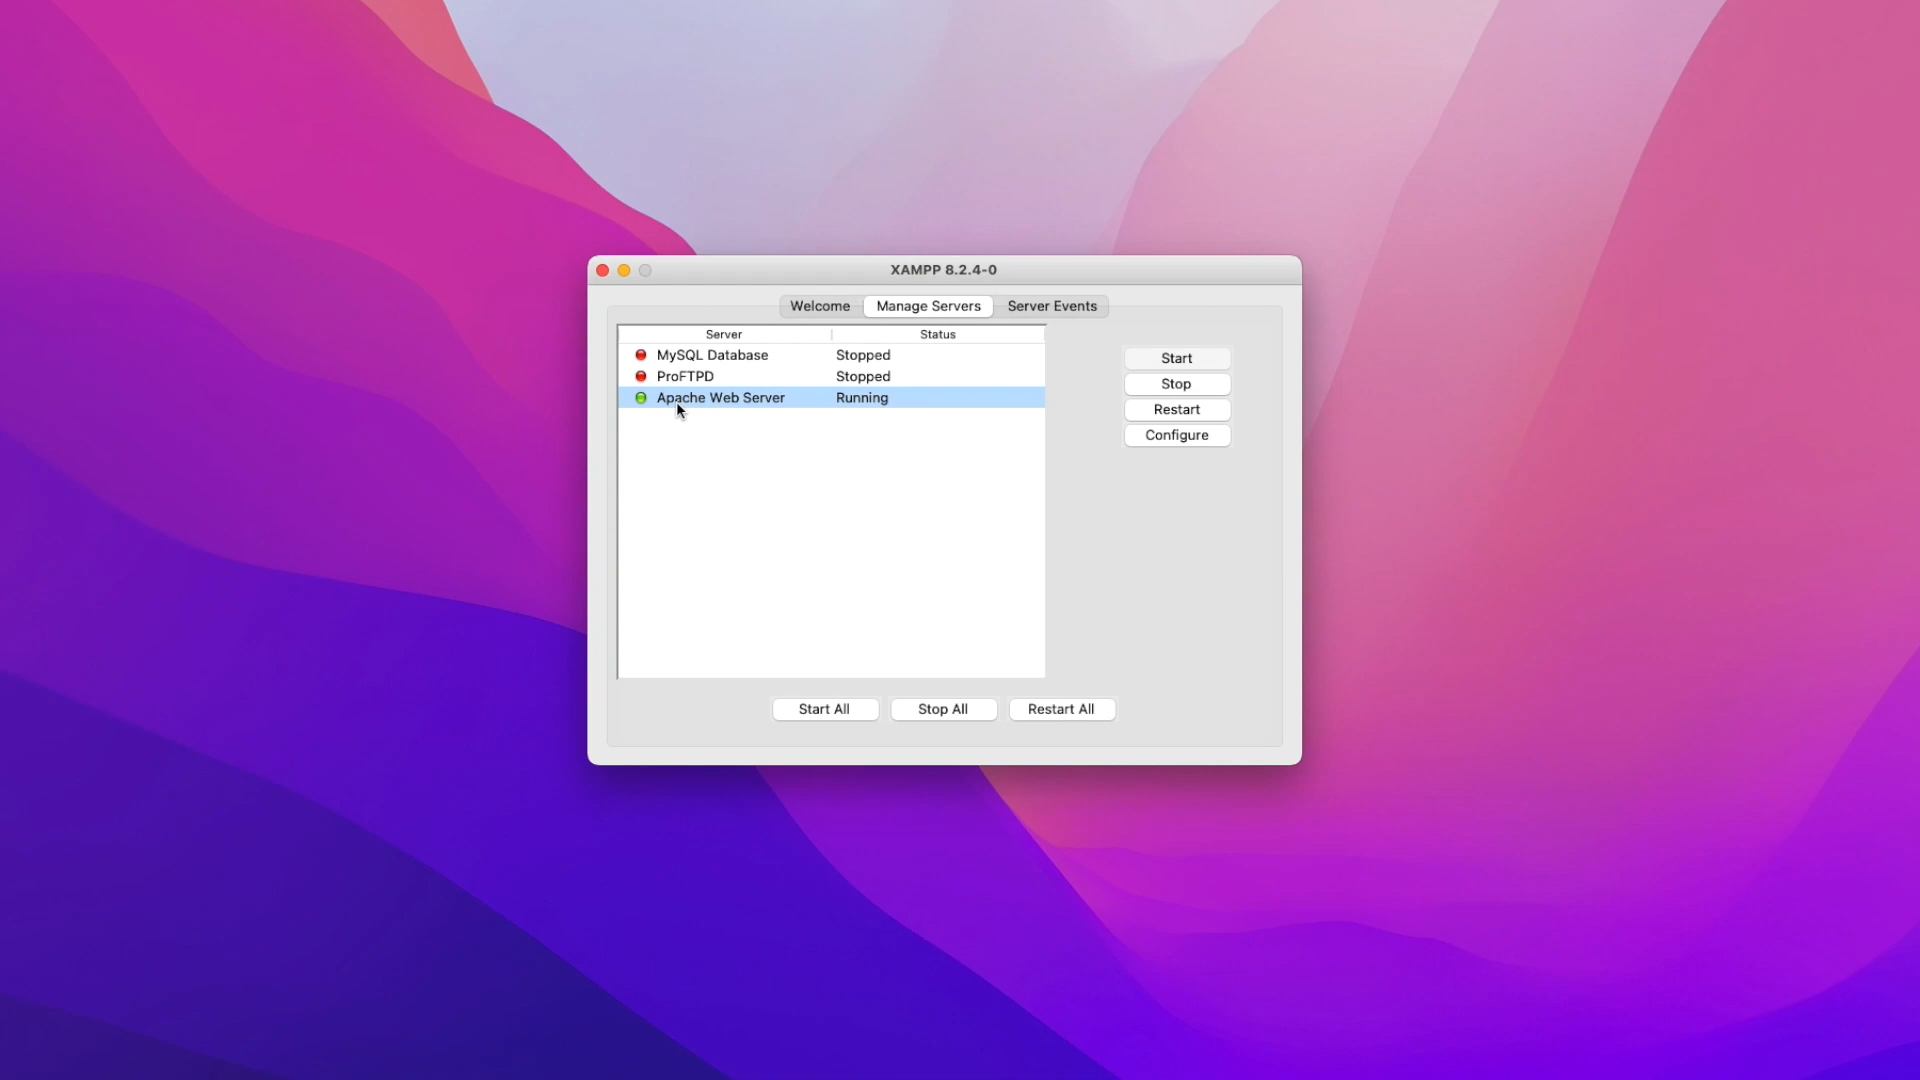 XAMPP 8.2.4-0
Welcome Manage Servers Server Events
Server Status
MySQL Database Stopped
ProFTPD Stopped
Apache Web Server Running
Start
Stop
Restart
Configure
Start All Stop All Restart All